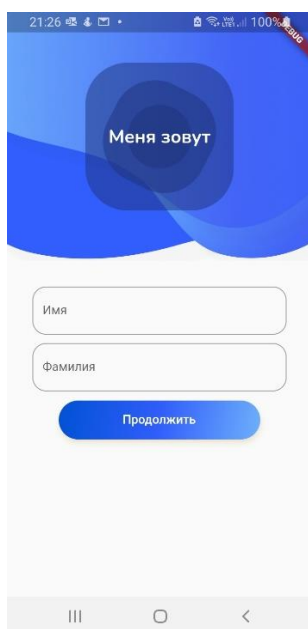 21:26
100%
DEBUG
Меня зовут
Имя
Фамилия
Продолжить